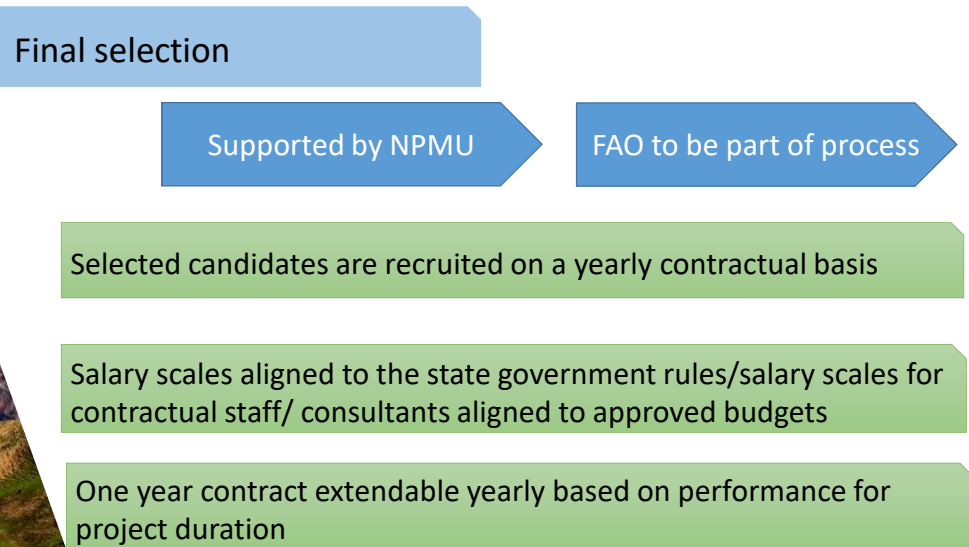 Final selection
Supported by NPMU
FAO to be part of process
Selected candidates are recruited on a yearly contractual basis
Salary scales aligned to the state government rules/salary scales for
contractual staff/ consultants aligned to approved budgets
One year contract extendable yearly based on performance for
project duration